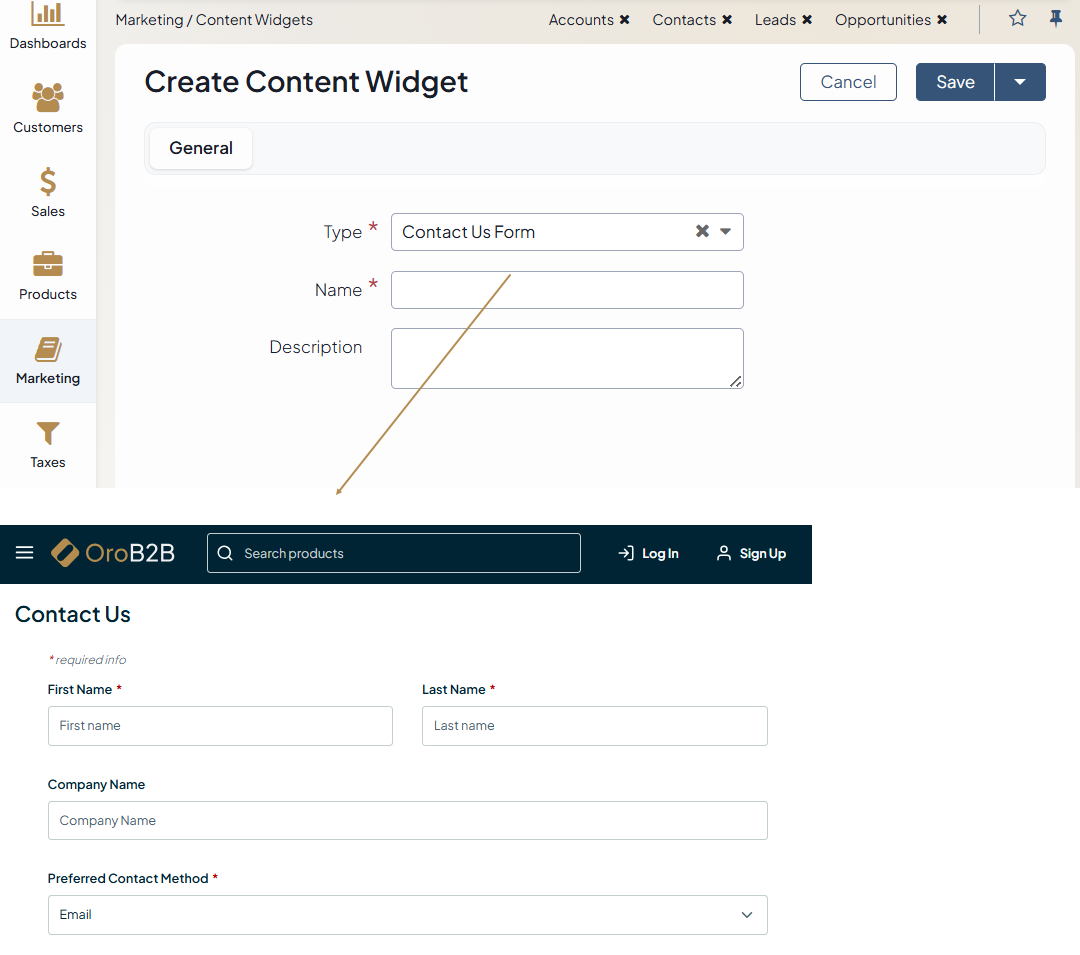 Dashboards
Customers
Sales
Products
Marketing
Taxes
Marketing / Content Widgets
Accounts ✖ Contacts ✖ Leads ✖ Opportunities ✖
Create Content Widget
Cancel Save
General
Type * Contact Us Form
Name *
Description
OroB2B Search products Log In Sign Up
Contact Us
* required info
First Name * Last Name *
First name Last name
Company Name
Company Name
Preferred Contact Method *
Email